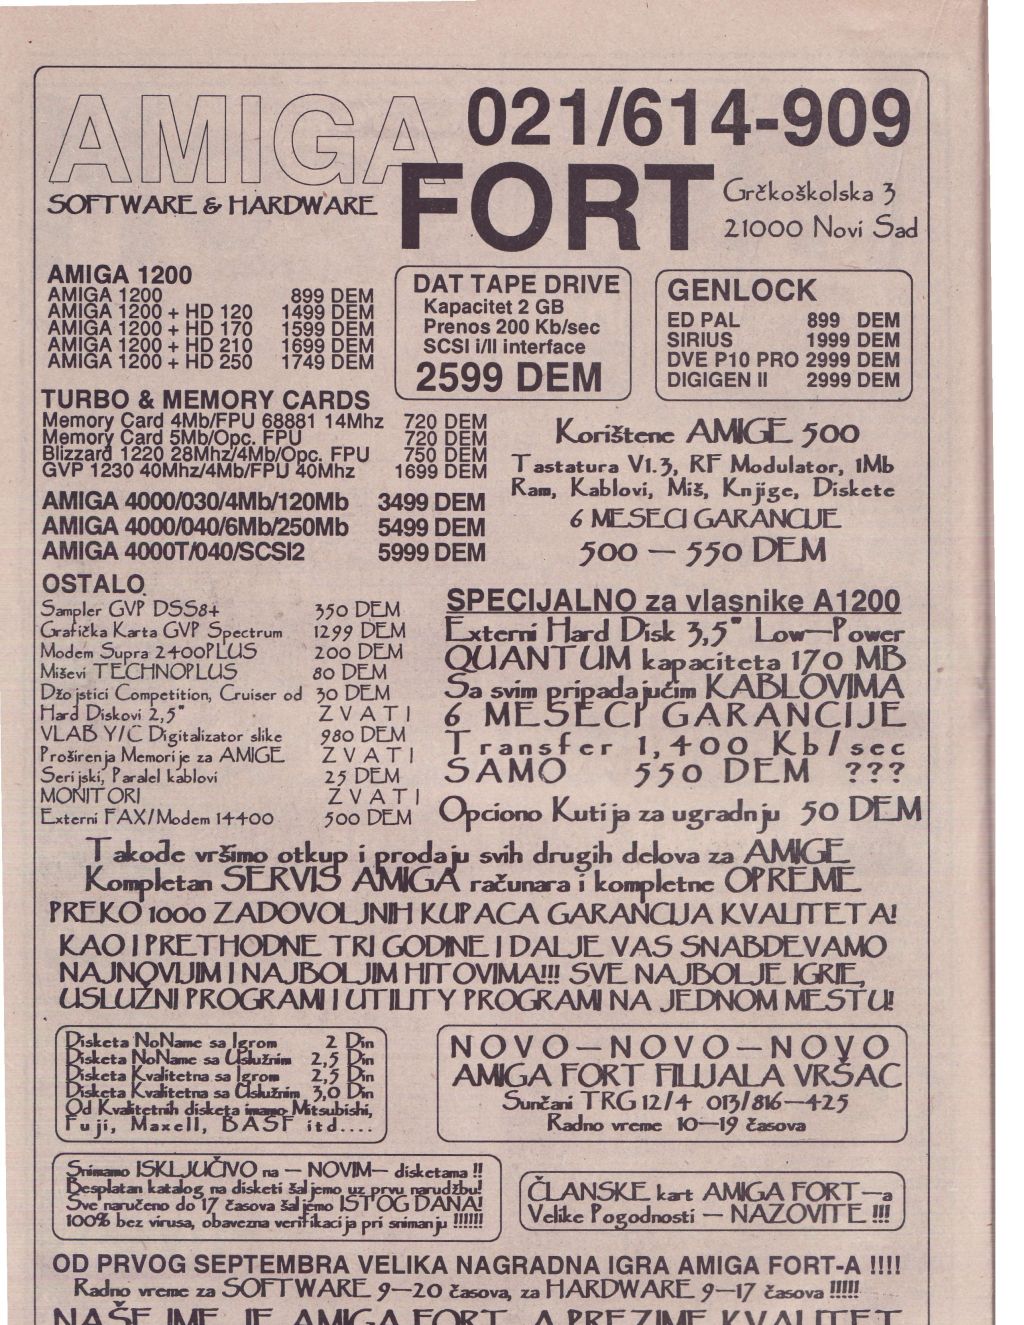 AMIGA
021/614-909
SOFTWARE & HARDWARE
FORT
Grčkoškolska 3
21000 Novi Sad
AMIGA 1200
AMIGA 1200 899 DEM
AMIGA 1200 + HD 120 1499 DEM
AMIGA 1200 + HD 170 1599 DEM
AMIGA 1200 + HD 210 1699 DEM
AMIGA 1200 + HD 250 1749 DEM
DAT TAPE DRIVE
Kapacitet 2 GB
Prenos 200 Kb/sec
SCSI i/II interface
2599 DEM
GENLOCK
ED PAL 899 DEM
SIRIUS 1999 DEM
DVE P10 PRO 2999 DEM
DIGIGEN II 2999 DEM
TURBO & MEMORY CARDS
Memory Card 4Mb/FPU 68881 14Mhz 720 DEM
Memory Card 5Mb/Opc. FPU 720 DEM
Blizzard 1220 28Mhz/4Mb/Opc. FPU 750 DEM
GVP 1230 40Mhz/4Mb/FPU 40Mhz 1699 DEM
AMIGA 4000/030/4Mb/120Mb 3499 DEM
AMIGA 4000/040/6Mb/250Mb 5499 DEM
AMIGA 4000T/040/SCSI2 5999 DEM
Korištene AMIGE 500
Tastatura V1.3, RF Modulator, 1Mb
Ram, Kablovi, Miš, Knjige, Diskete
6 MESECI GARANCIJE
500 — 550 DEM
OSTALO
Sampler GVP DSS8+ 350 DEM
Grafička Karta GVP Spectrum 1299 DEM
Modem Supra 2400PLUS 200 DEM
Miševi TECHNOPLUS 80 DEM
Džojstici Competition, Cruiser od 30 DEM
Hard Diskovi 2,5" ZVATI
VLAB Y/C Digitalizator slike 980 DEM
Proširenja Memorije za AMIGE ZVATI
Serijski, Paralel kablovi 25 DEM
MONITORI ZVATI
Externi FAX/Modem 14400 500 DEM
SPECIJALNO za vlasnike A1200
Externi Hard Disk 3,5" Low—Power
QUANTUM kapaciteta 170 MB
Sa svim pripadajućim KABLOVIMA
6 MESECI GARANCIJE
Transfer 1,400 Kb/sec
SAMO 550 DEM ???
Opciono Kutija za ugradnju 50 DEM
Takođe vršimo otkup i prodaju svih drugih delova za AMIGE
Kompletan SERVIS AMIGA računara i kompletne OPREME
PREKO 1000 ZADOVOLJNIH KUPACA GARANCIJA KVALITETA!
KAO I PRETHODNE TRI GODINE I DALJE VAS SNABDEVAMO
NAJNOVIJIM I NAJBOLJIM HITOVIMA!!! SVE NAJBOLJE IGRE,
USLUŽNI PROGRAMI I UTILITY PROGRAMI NA JEDNOM MESTU!
Disketa NoName sa Igrom 2 Din
Disketa NoName sa Uslužnim 2,5 Din
Disketa Kvalitetna sa Igrom 2,5 Din
Disketa Kvalitetna sa Uslužnim 3,0 Din
Od Kvalitetnih disketa imamo Mitsubishi,
Fuji, Maxell, BASF itd....
NOVO—NOVO—NOVO
AMIGA FORT FILIJALA VRŠAC
Sunčani TRG 12/4 013/816—425
Radno vreme 10—19 časova
Snimamo ISKLJUČIVO na — NOVIM— disketama !!
Besplatan katalog na disketi šaljemo uz prvu narudžbu!
Sve naručeno do 17 časova šaljemo ISTOG DANA!
100% bez virusa, obavezna verifikacija pri snimanju !!!!!!
ČLANSKE kart AMIGA FORT—a
Velike Pogodnosti — NAZOVITE !!!
OD PRVOG SEPTEMBRA VELIKA NAGRADNA IGRA AMIGA FORT-A !!!!
Radno vreme za SOFTWARE 9—20 časova, za HARDWARE 9—17 časova !!!!!
NAŠE IME JE AMIGA FORT, A PREZIME KVALITET